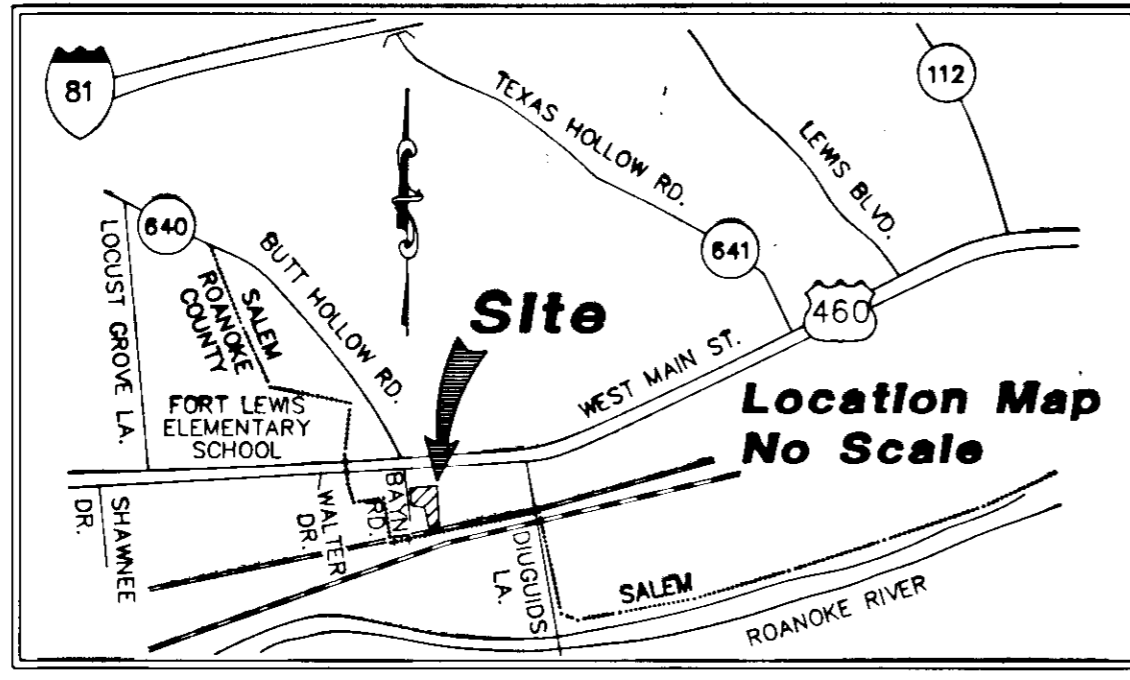 81
112
TEXAS HOLLOW RD.
LEWIS BLVD.
640
641
LOCUST GROVE LA.
BUTT HOLLOW RD.
SALEM
ROANOKE
COUNTY
Site
460
WEST MAIN ST.
FORT LEWIS
ELEMENTARY
SCHOOL
Location Map
No Scale
SHAWNEE
DR.
WALTER
DR.
BAYNE
RD.
DIUGUIDS
LA.
SALEM
ROANOKE RIVER